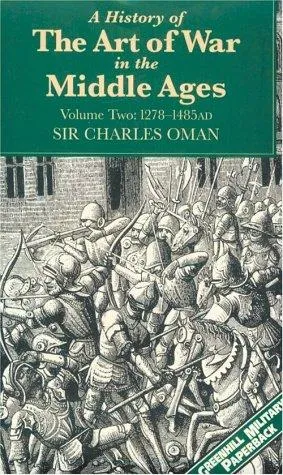 A History of
The Art of War
in the
Middle Ages
Volume Two: 1278–1485AD
SIR CHARLES OMAN
GREENHILL MILITARY
PAPERBACK